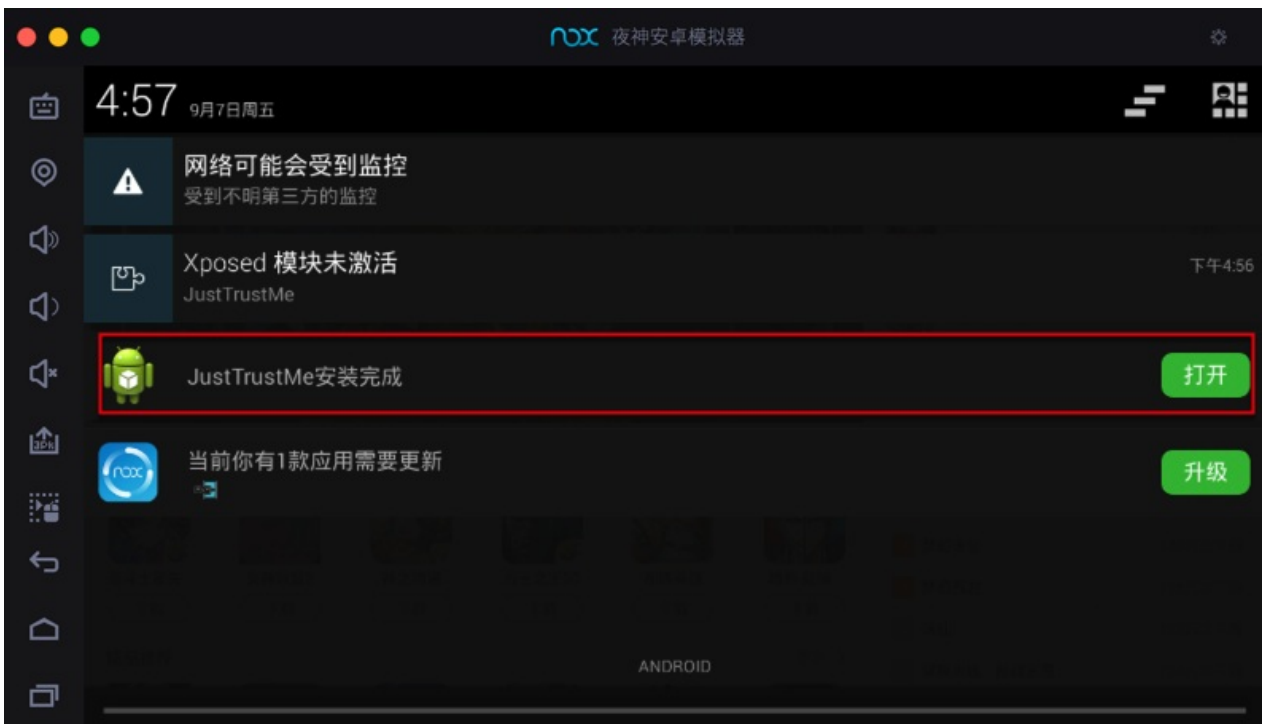 nox 夜神安卓模拟器
4:57 9月7日周五
网络可能会受到监控
受到不明第三方的监控
Xposed 模块未激活
下午4:56
JustTrustMe
JustTrustMe安装完成
打开
当前你有1款应用需要更新
升级
nox
apk
ANDROID